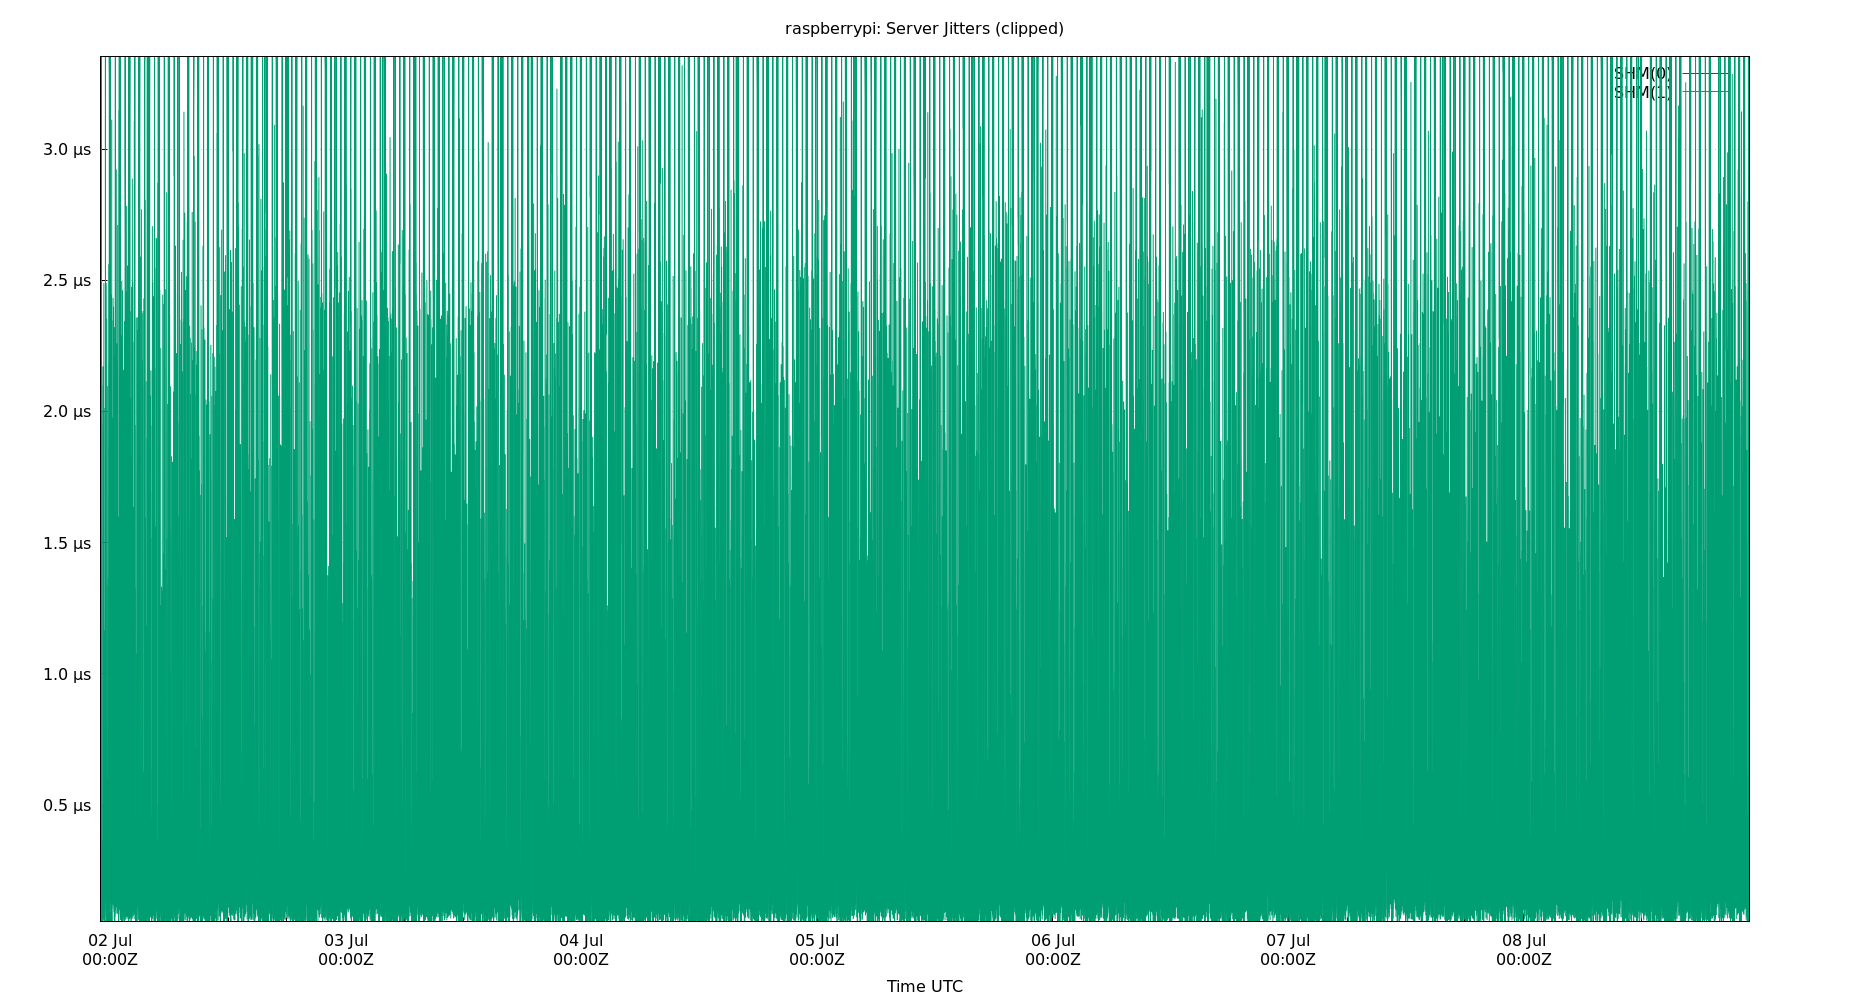 raspberrypi: Server Jitters (clipped)
SHM(0)
SHM(1)
3.0 µs
2.5 µs
2.0 µs
1.5 µs
1.0 µs
0.5 µs
02 Jul 03 Jul 04 Jul 05 Jul 06 Jul 07 Jul 08 Jul
00:00Z 00:00Z 00:00Z 00:00Z 00:00Z 00:00Z 00:00Z
Time UTC